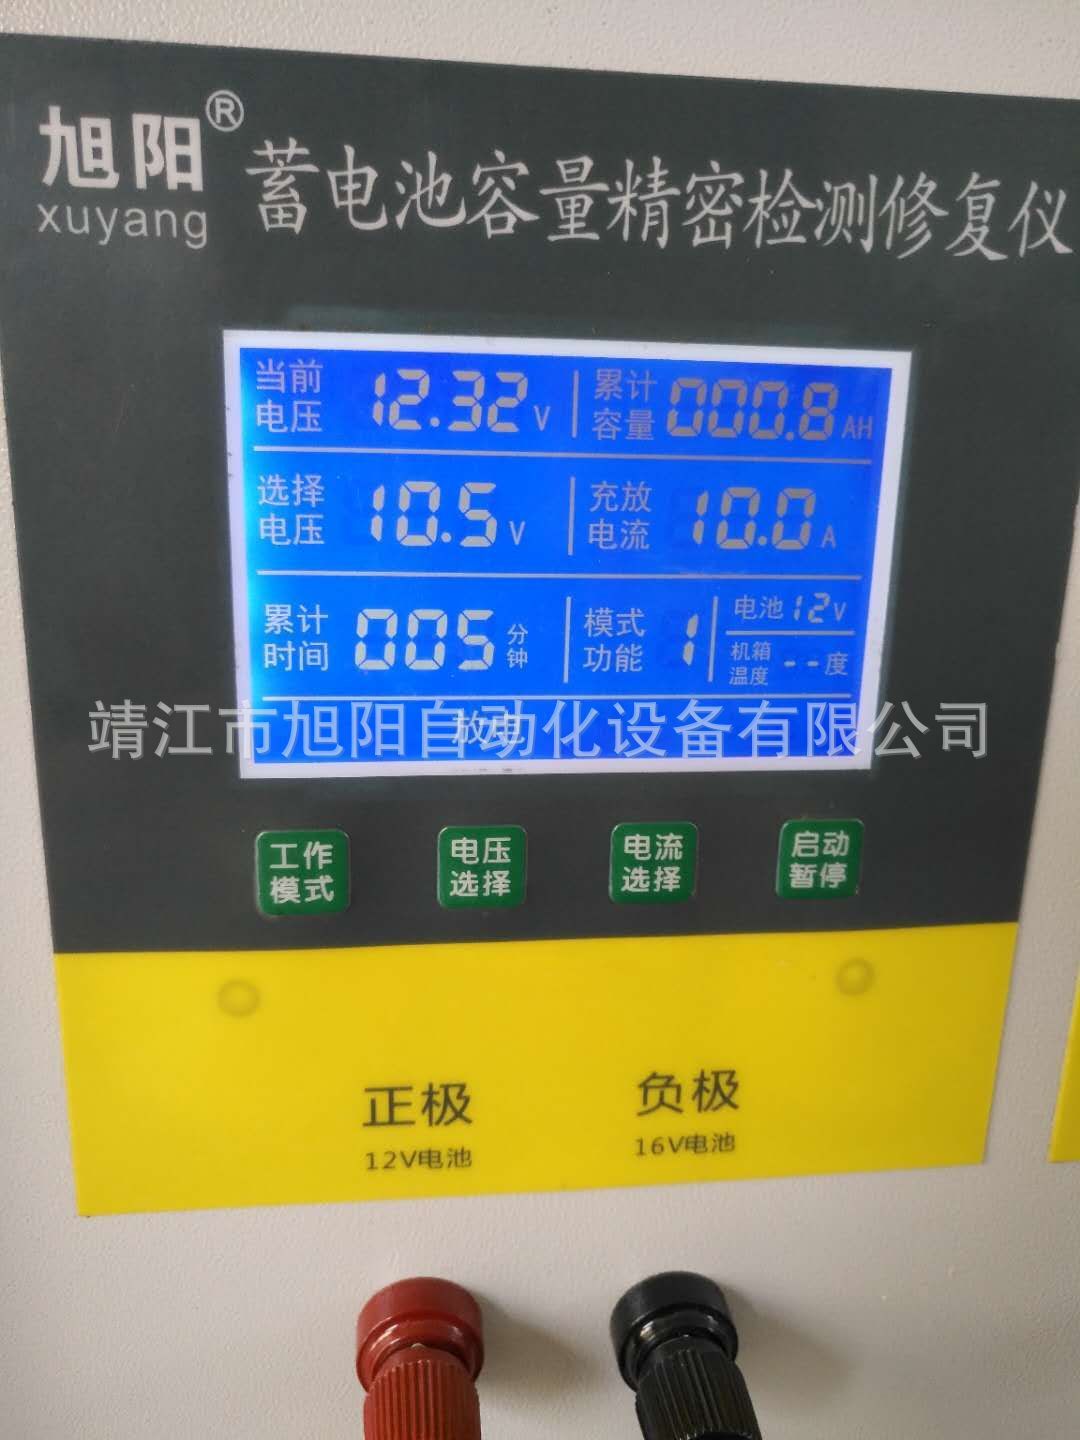 旭阳®
xuyang
蓄电池容量精密检测修复仪
当前
电压
12.32V
累计
容量
000.8AH
选择
电压
10.5V
充放
电流
10.0A
累计
时间
005分钟
模式
功能
1
电池12V
机箱
温度
--度
放电
靖江市旭阳自动化设备有限公司
工作
模式
电压
选择
电流
选择
启动
暂停
正极
12V电池
负极
16V电池